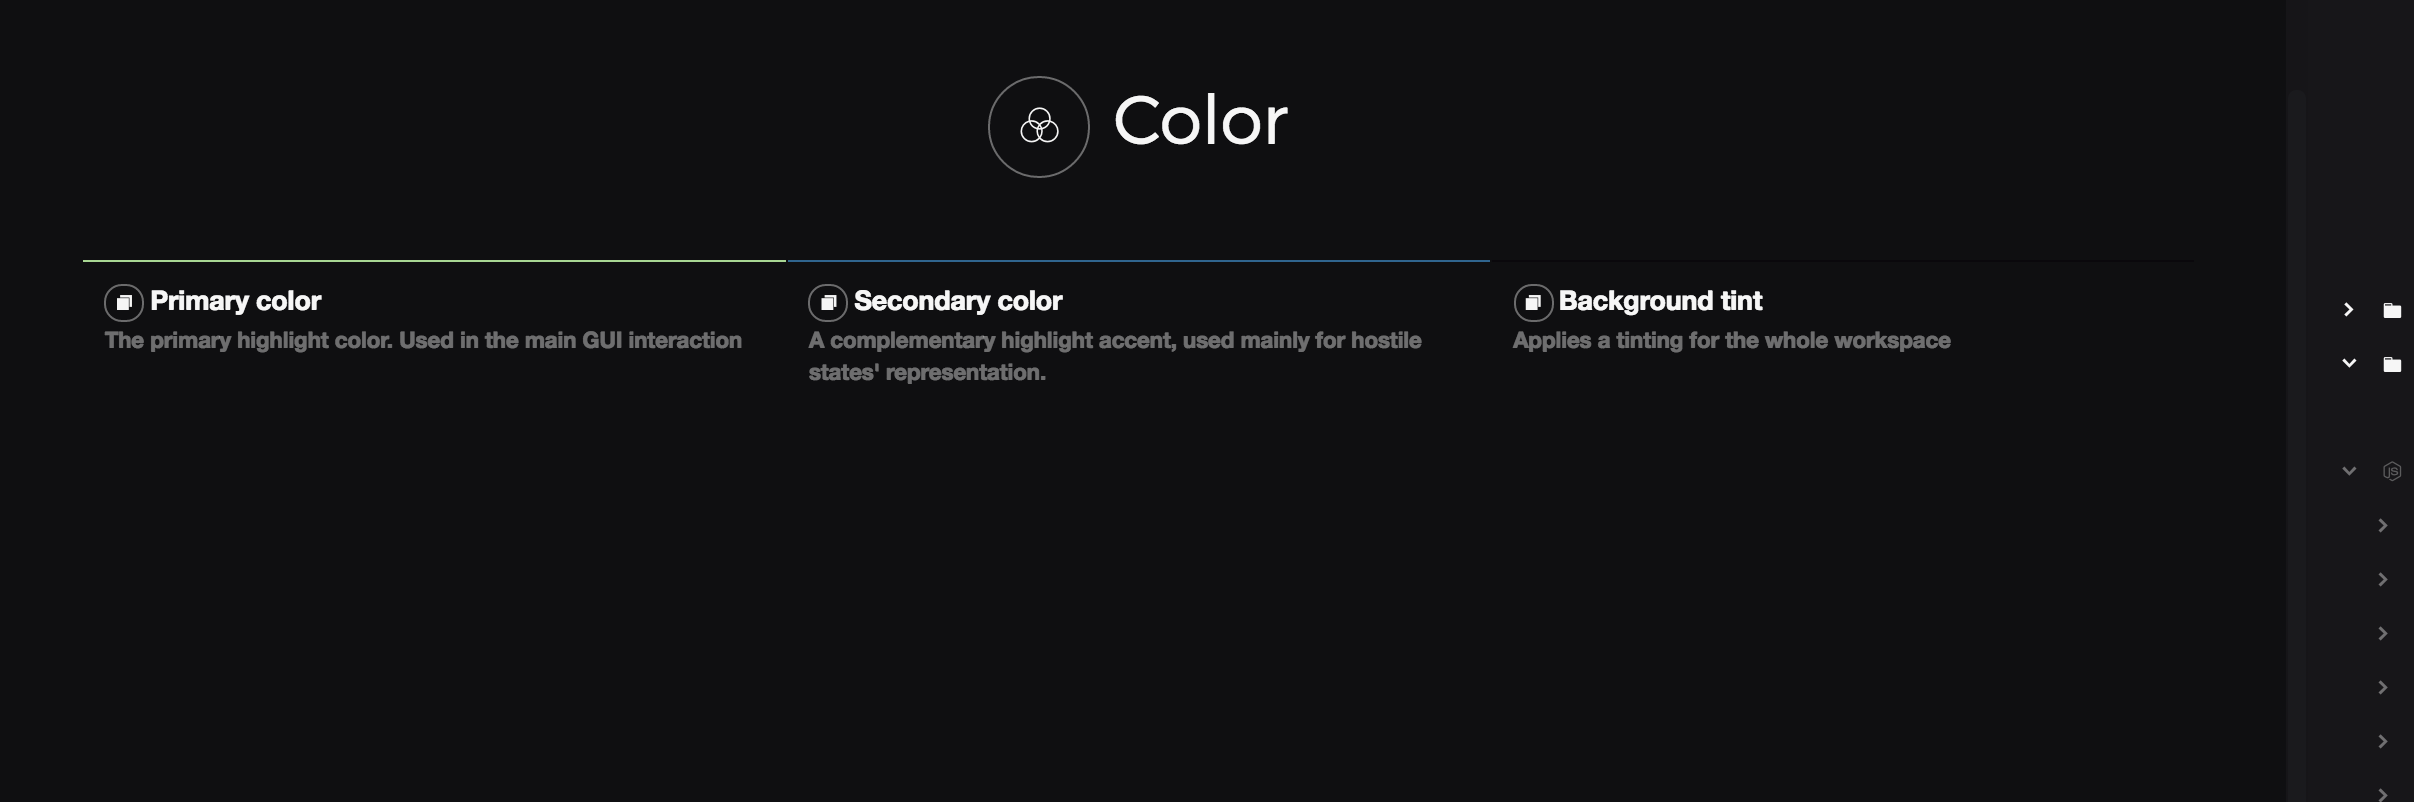 Color
Primary color
The primary highlight color. Used in the main GUI interaction
Secondary color
A complementary highlight accent, used mainly for hostile
states' representation.
Background tint
Applies a tinting for the whole workspace
JS